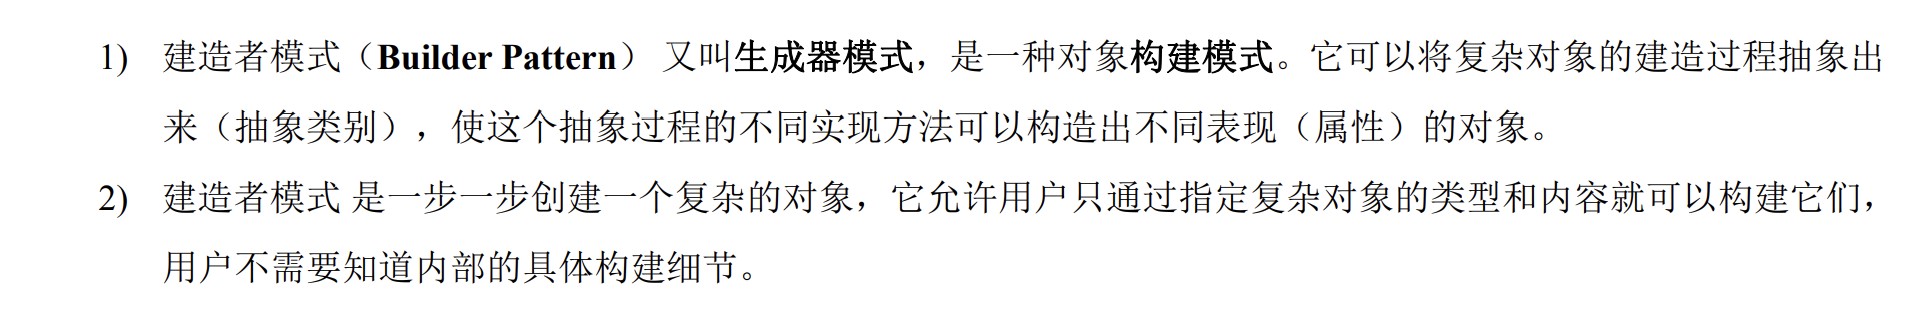 1) 建造者模式（Builder Pattern） 又叫生成器模式，是一种对象构建模式。它可以将复杂对象的建造过程抽象出
来（抽象类别），使这个抽象过程的不同实现方法可以构造出不同表现（属性）的对象。
2) 建造者模式 是一步一步创建一个复杂的对象，它允许用户只通过指定复杂对象的类型和内容就可以构建它们，
用户不需要知道内部的具体构建细节。